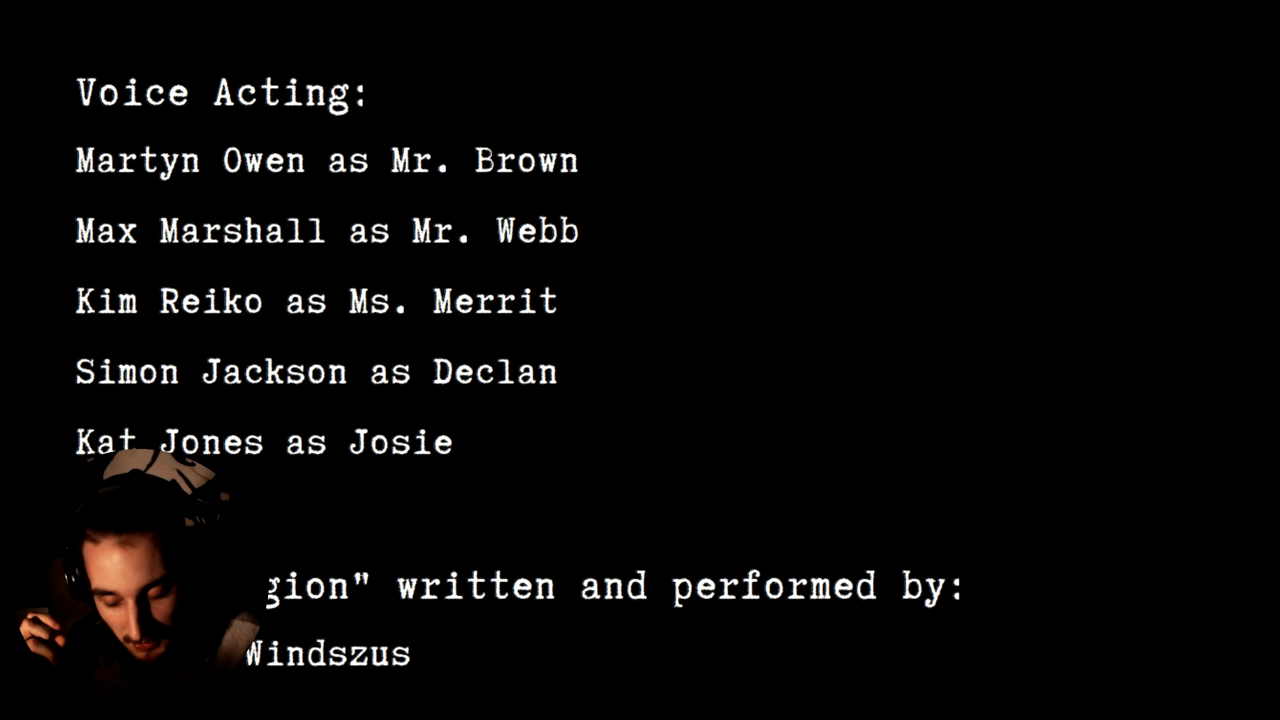 Voice Acting:
Martyn Owen as Mr. Brown
Max Marshall as Mr. Webb
Kim Reiko as Ms. Merrit
Simon Jackson as Declan
Kat Jones as Josie
written and performed by:
Windszus